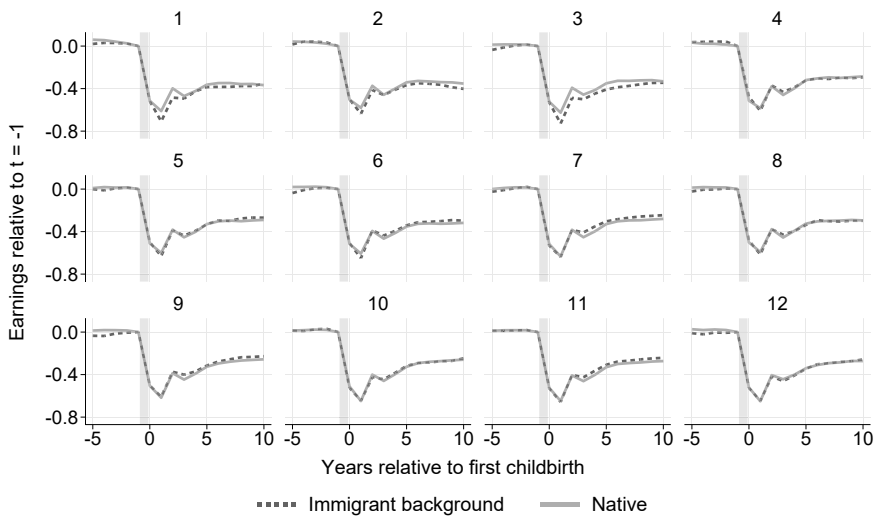 1 2 3 4
0.0
-0.4
-0.8
5 6 7 8
0.0
-0.4
-0.8
9 10 11 12
0.0
-0.4
-0.8
-5 0 5 10 -5 0 5 10 -5 0 5 10 -5 0 5 10
Earnings relative to t = -1
Years relative to first childbirth
Immigrant background Native